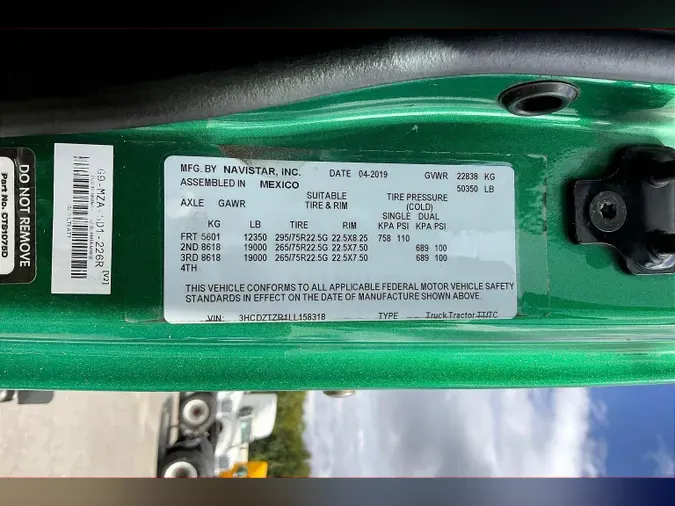 MFG. BY NAVISTAR, INC. DATE 04-2019 GVWR 22838 KG
ASSEMBLED IN MEXICO 50350 LB
AXLE GAWR SUITABLE TIRE & RIM TIRE PRESSURE (COLD)
SINGLE DUAL
KG LB TIRE RIM KPA PSI KPA PSI
FRT 5601 12350 295/75R22.5G 22.5X8.25 758 110
2ND 8618 19000 265/75R22.5G 22.5X7.50 689 100
3RD 8618 19000 265/75R22.5G 22.5X7.50 689 100
4TH
THIS VEHICLE CONFORMS TO ALL APPLICABLE FEDERAL MOTOR VEHICLE SAFETY
STANDARDS IN EFFECT ON THE DATE OF MANUFACTURE SHOWN ABOVE.
VIN: 3HCDZTZR4LL158318 TYPE Truck Tractor TT/TC
DO NOT REMOVE
Part No. CTS1075D
[V2]